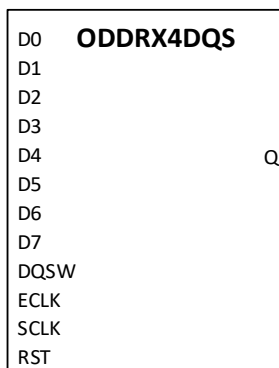 D0 ODDRX4DQS
D1
D2
D3
D4 Q
D5
D6
D7
DQSW
ECLK
SCLK
RST